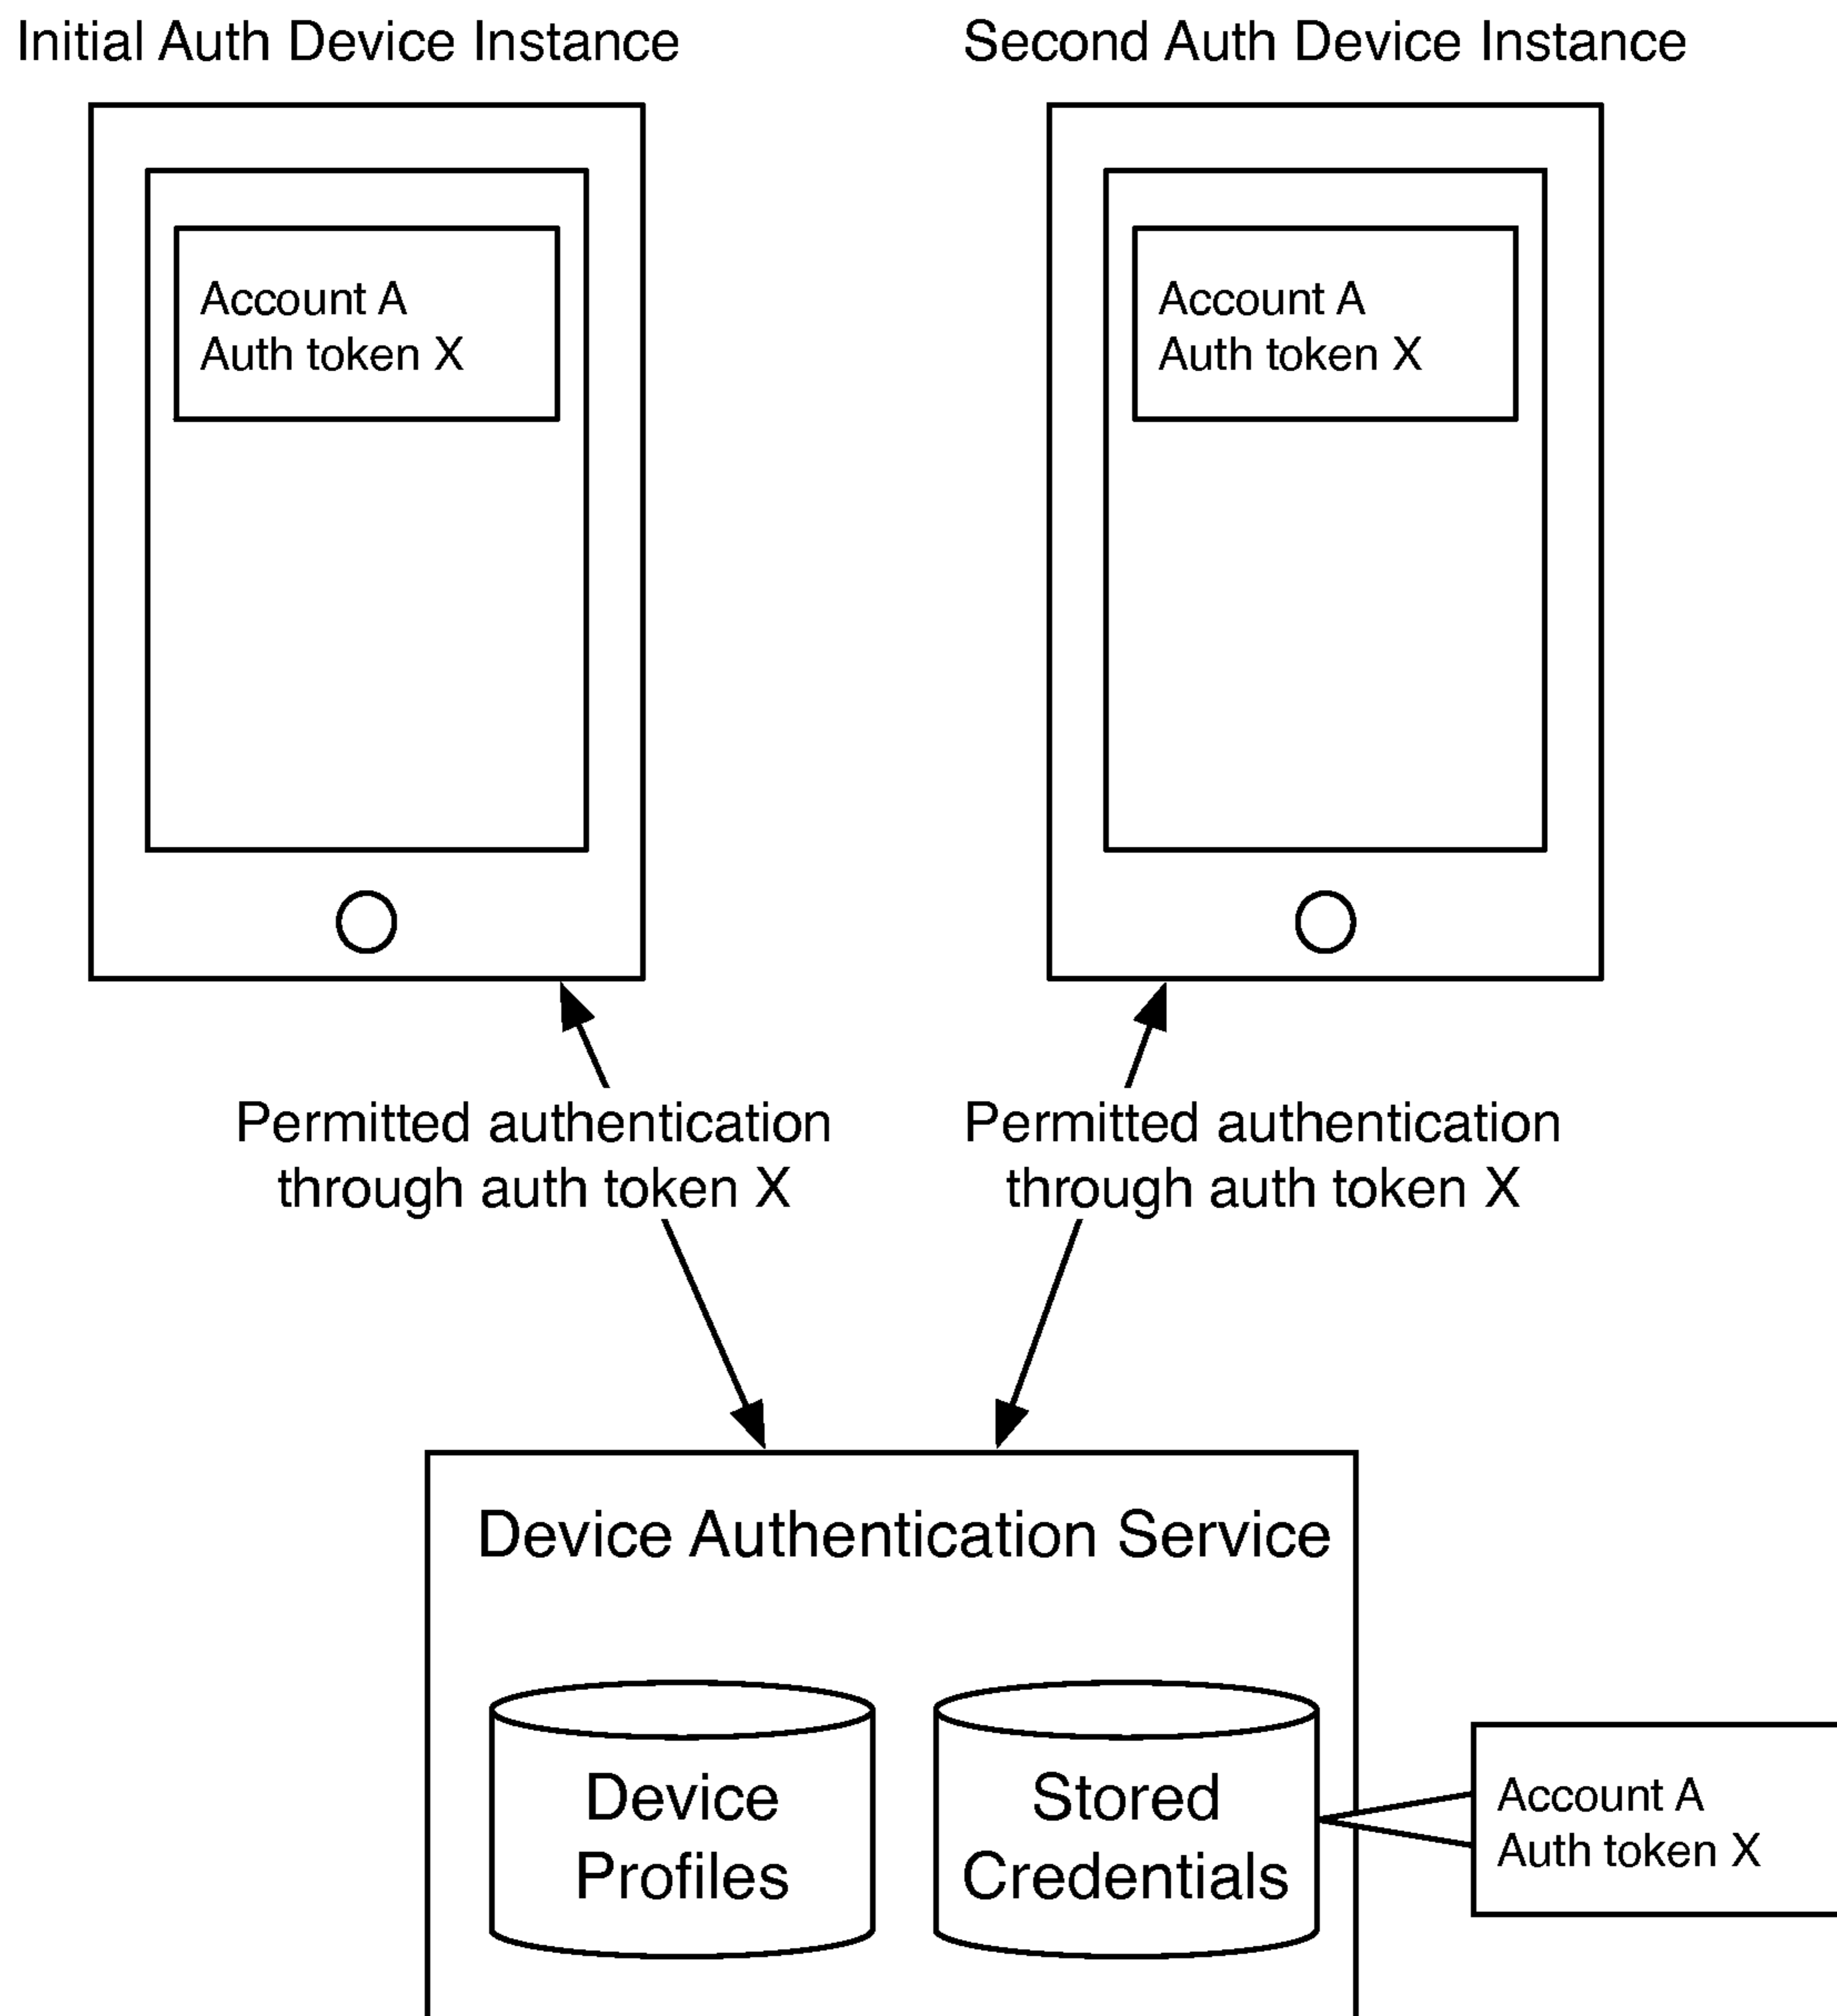 Initial Auth Device Instance
Second Auth Device Instance
Account A
Auth token X
Account A
Auth token X
Permitted authentication
through auth token X
Permitted authentication
through auth token X
Device Authentication Service
Device
Profiles
Stored
Credentials
Account A
Auth token X